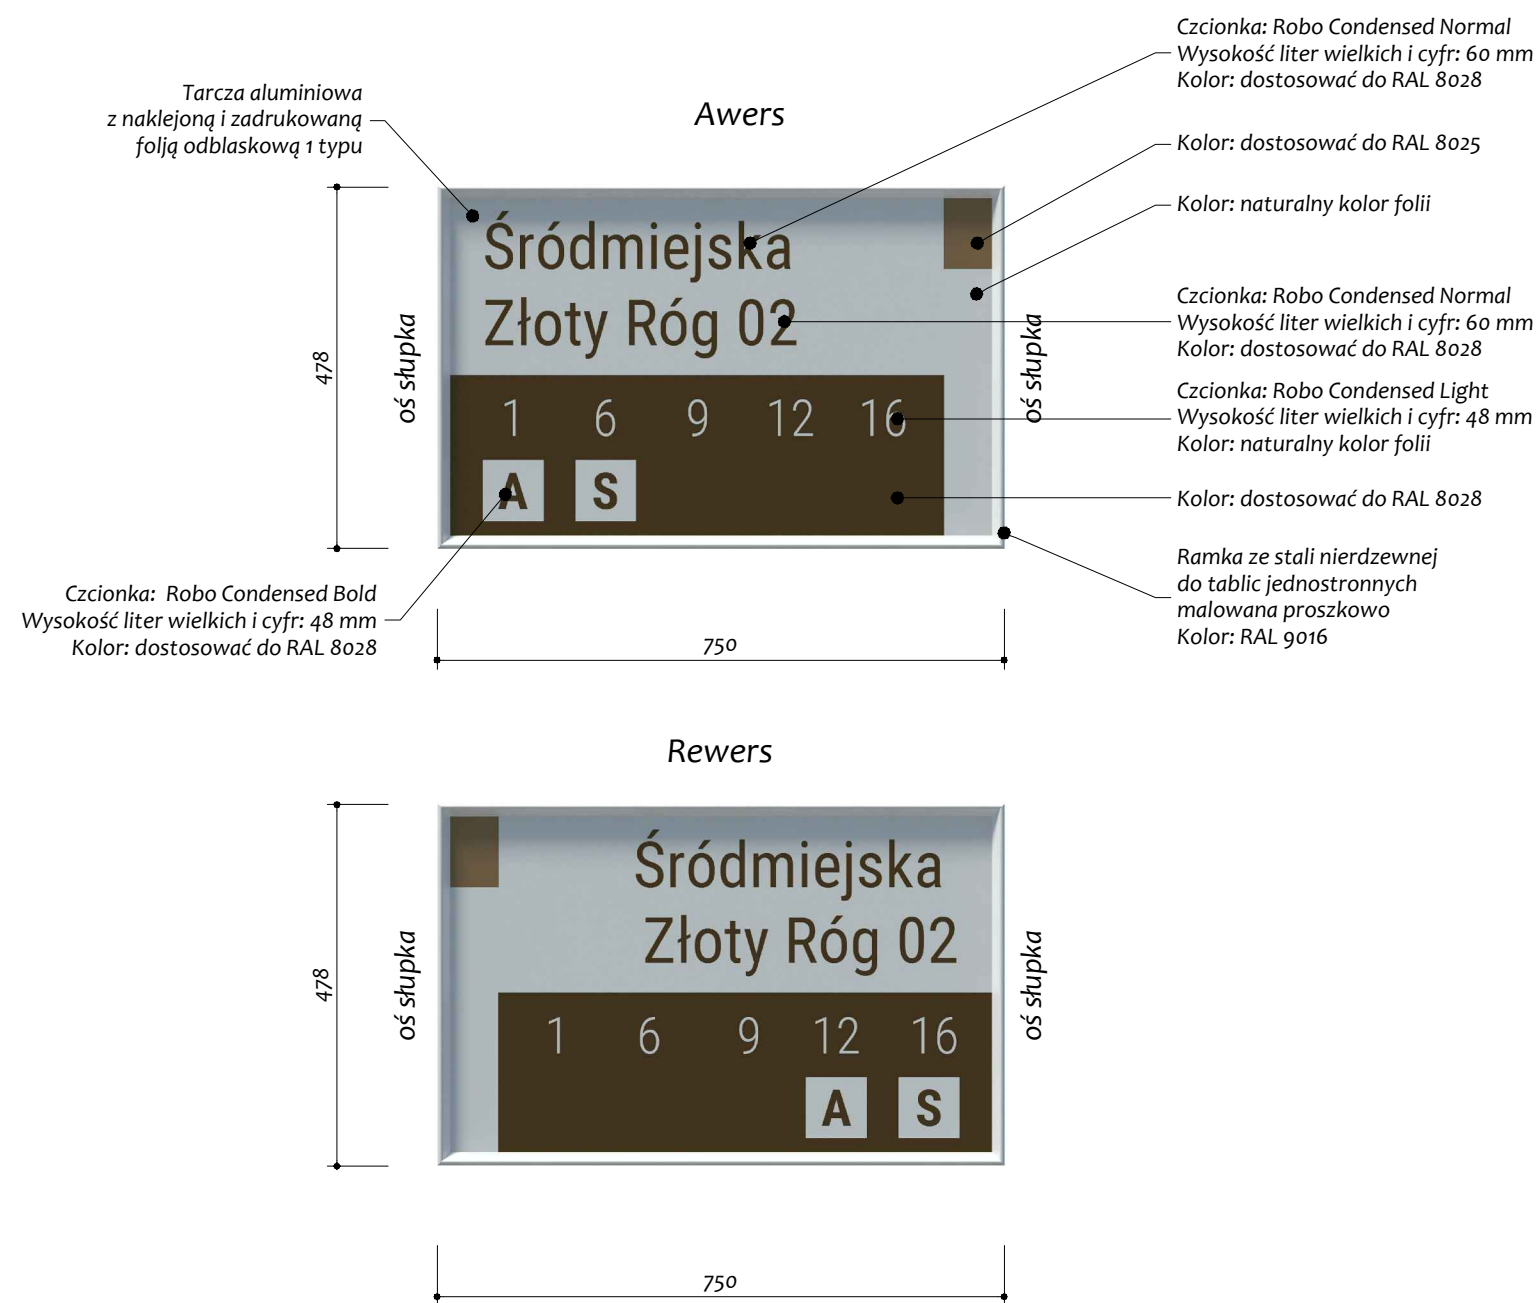 Czcionka: Robo Condensed Normal
Wysokość liter wielkich i cyfr: 60 mm
Kolor: dostosować do RAL 8028
Tarcza aluminiowa
z naklejoną i zadrukowaną
folją odblaskową 1 typu
Awers
Kolor: dostosować do RAL 8025
Kolor: naturalny kolor folii
Śródmiejska
Złoty Róg 02
1 6 9 12 16
A S
478
oś słupka
oś słupka
Czcionka: Robo Condensed Normal
Wysokość liter wielkich i cyfr: 60 mm
Kolor: dostosować do RAL 8028
Czcionka: Robo Condensed Light
Wysokość liter wielkich i cyfr: 48 mm
Kolor: naturalny kolor folii
Kolor: dostosować do RAL 8028
Ramka ze stali nierdzewnej
do tablic jednostronnych
malowana proszkowo
Kolor: RAL 9016
Czcionka: Robo Condensed Bold
Wysokość liter wielkich i cyfr: 48 mm
Kolor: dostosować do RAL 8028
750
Rewers
Śródmiejska
Złoty Róg 02
1 6 9 12 16
A S
478
oś słupka
oś słupka
750